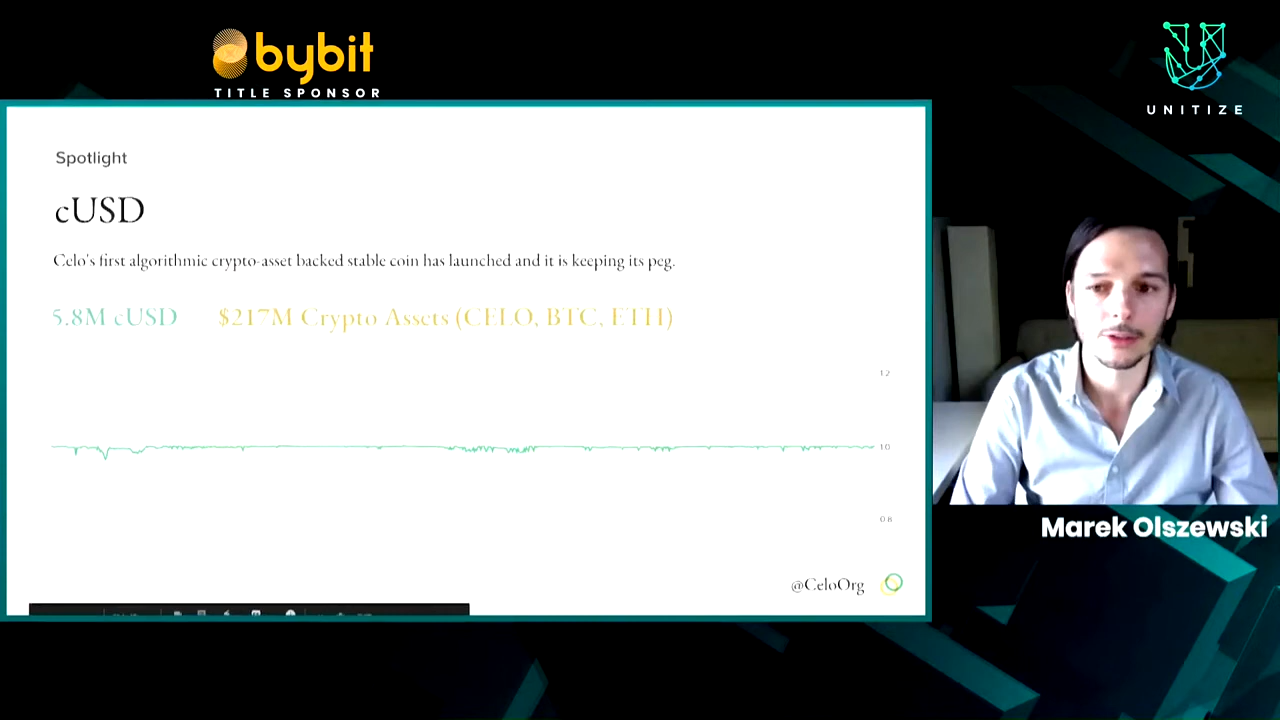 bybit
TITLE SPONSOR
UNITIZE
Spotlight
cUSD
Celo's first algorithmic crypto-asset backed stable coin has launched and it is keeping its peg.
5.8M cUSD $217M Crypto Assets (CELO, BTC, ETH)
1.2
1.0
0.8
@CeloOrg
Marek Olszewski